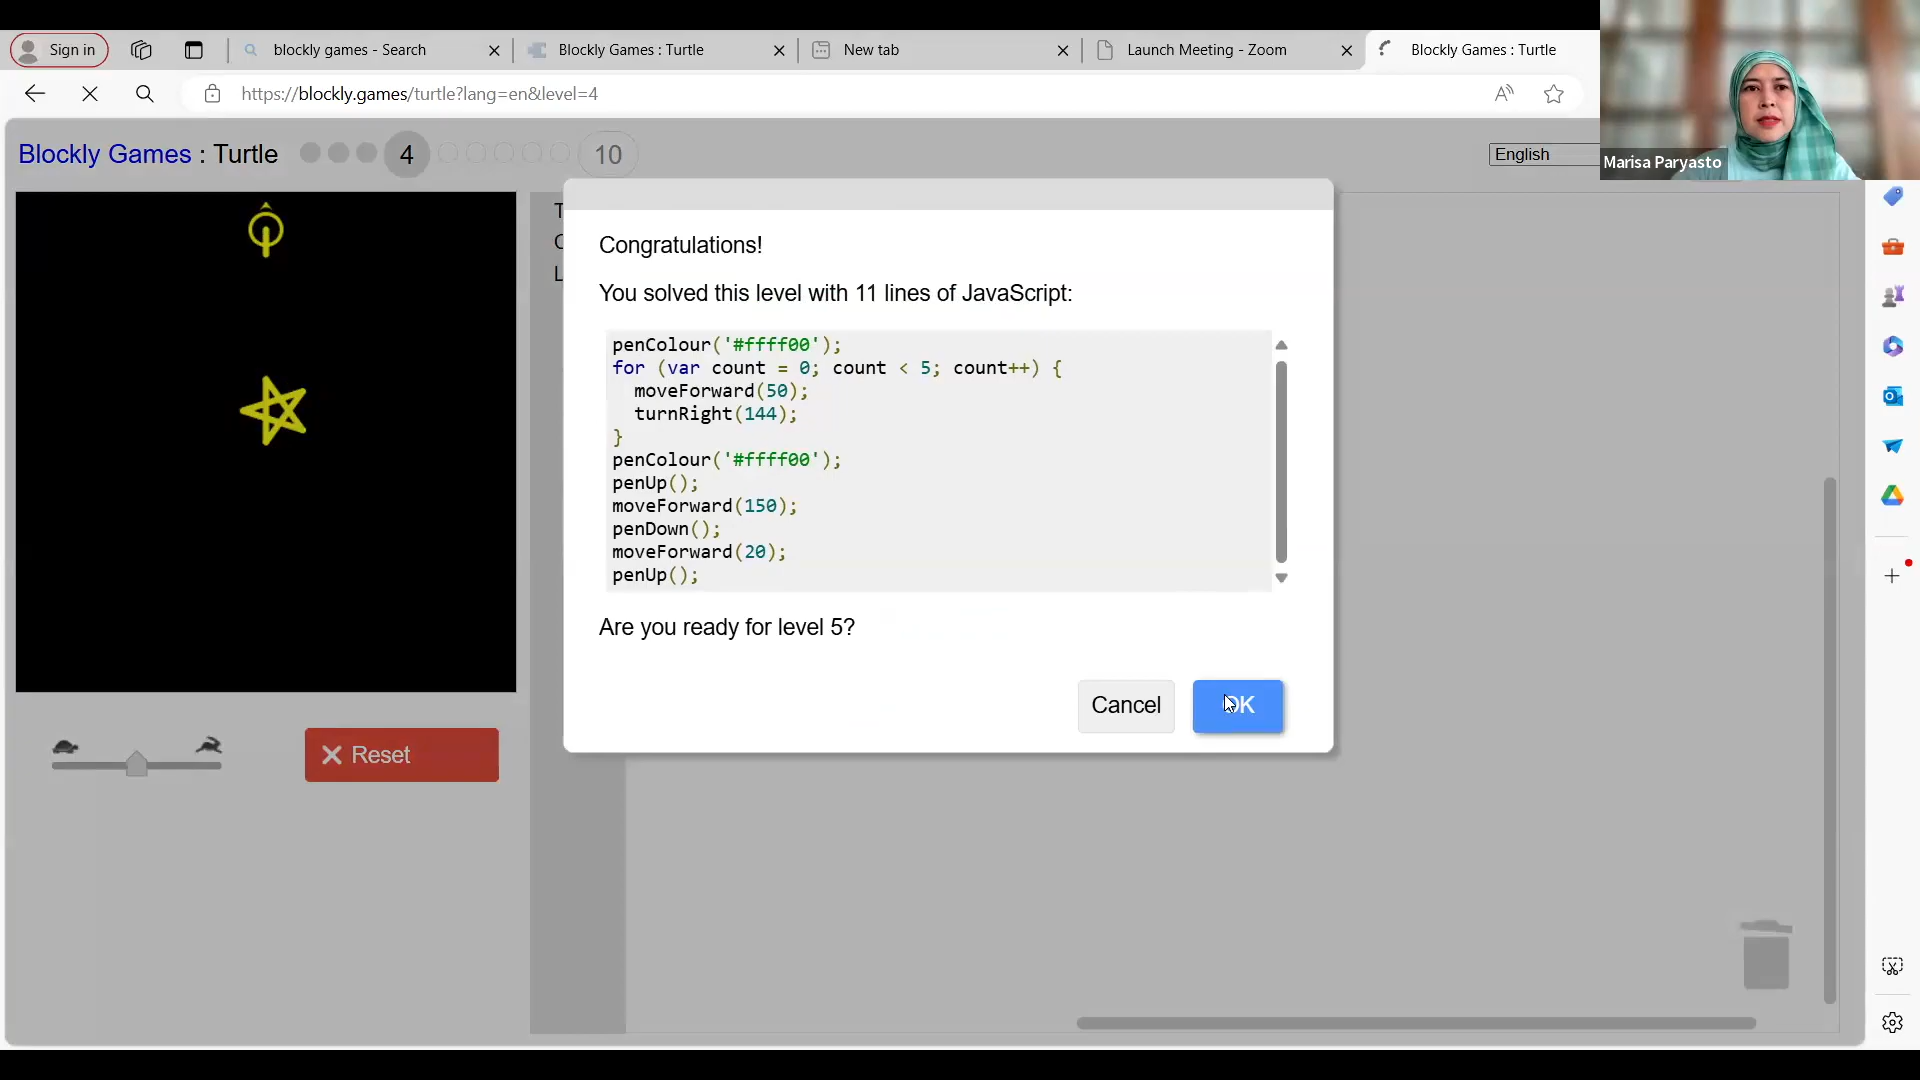 Sign in
blockly games - Search
Blockly Games : Turtle
New tab
Launch Meeting - Zoom
Blockly Games : Turtle
https://blockly.games/turtle?lang=en&level=4
Blockly Games : Turtle
4
10
English
Marisa Paryasto
T
C
L
Congratulations!
You solved this level with 11 lines of JavaScript:
penColour('#ffff00');
for (var count = 0; count < 5; count++) {
  moveForward(50);
  turnRight(144);
}
penColour('#ffff00');
penUp();
moveForward(150);
penDown();
moveForward(20);
penUp();
Are you ready for level 5?
Cancel
OK
Reset